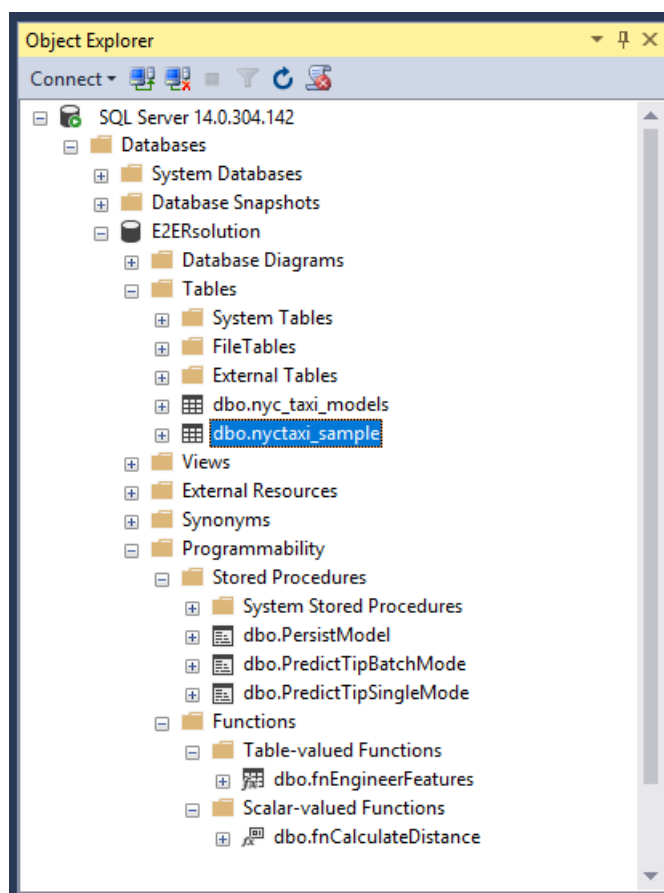 Object Explorer
Connect
SQL Server 14.0.304.142
Databases
System Databases
Database Snapshots
E2ERsolution
Database Diagrams
Tables
System Tables
FileTables
External Tables
dbo.nyc_taxi_models
dbo.nyctaxi_sample
Views
External Resources
Synonyms
Programmability
Stored Procedures
System Stored Procedures
dbo.PersistModel
dbo.PredictTipBatchMode
dbo.PredictTipSingleMode
Functions
Table-valued Functions
dbo.fnEngineerFeatures
Scalar-valued Functions
dbo.fnCalculateDistance